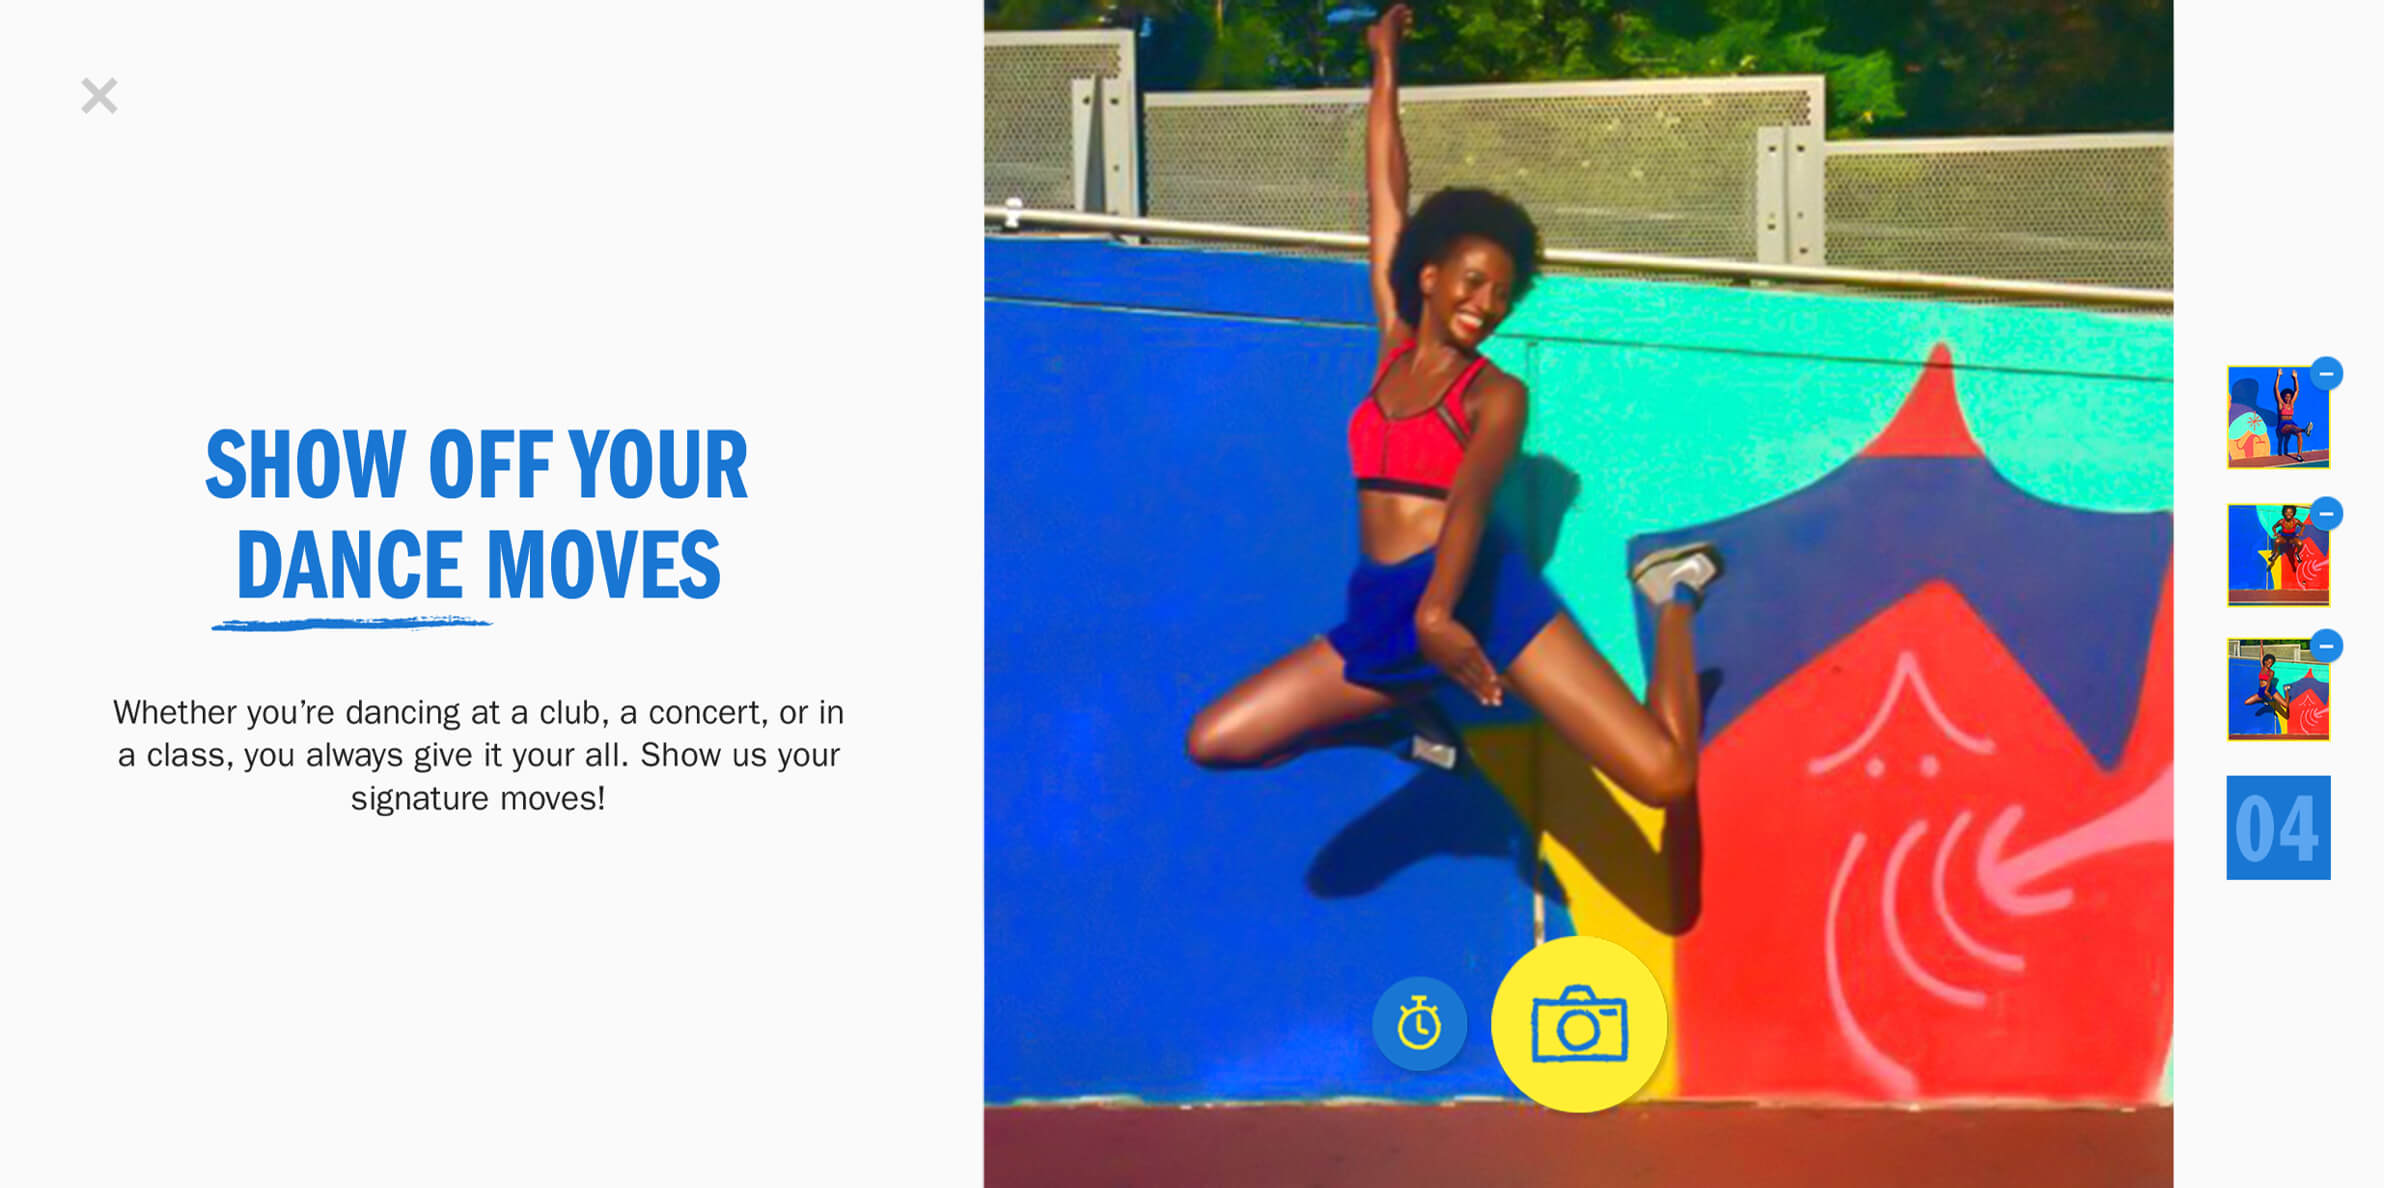 SHOW OFF YOUR
DANCE MOVES
Whether you’re dancing at a club, a concert, or in
a class, you always give it your all. Show us your
signature moves!
04